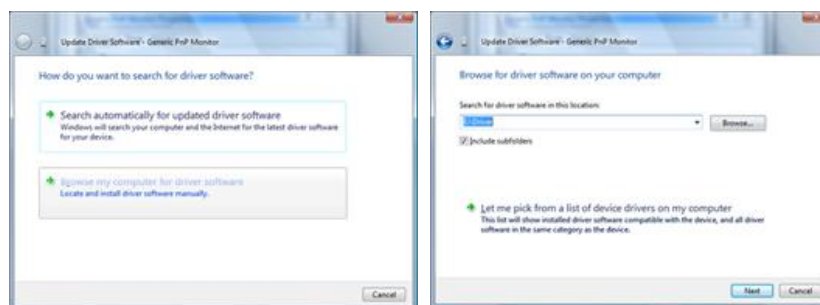 Update Driver Software - Generic PnP Monitor
How do you want to search for driver software?
Search automatically for updated driver software
Windows will search your computer and the Internet for the latest driver software
for your device.
Browse my computer for driver software
Locate and install driver software manually.
Cancel
Update Driver Software - Generic PnP Monitor
Browse for driver software on your computer
Search for driver software in this location:
Browse...
Include subfolders
Let me pick from a list of device drivers on my computer
This list will show installed driver software compatible with the device, and all driver
software in the same category as the device.
Next Cancel